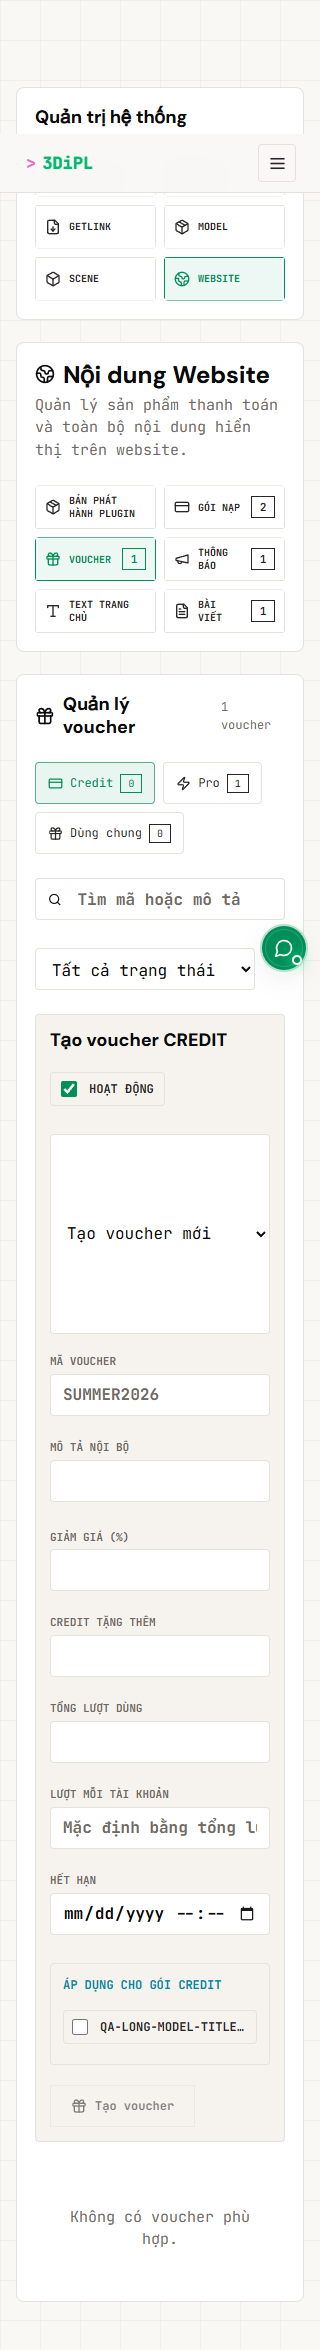 Quản trị hệ thống
> 3DiPL
GETLINK
MODEL
SCENE
WEBSITE
Nội dung Website
Quản lý sản phẩm thanh toán
và toàn bộ nội dung hiển
thị trên website.
BẢN PHÁT
HÀNH PLUGIN
GÓI NẠP 2
VOUCHER 1
THÔNG
BÁO 1
TEXT TRANG
CHỦ
BÀI
VIẾT 1
Quản lý
voucher
1
voucher
Credit 0
Pro 1
Dùng chung 0
Tìm mã hoặc mô tả
Tất cả trạng thái
Tạo voucher CREDIT
HOẠT ĐỘNG
Tạo voucher mới
MÃ VOUCHER
SUMMER2026
MÔ TẢ NỘI BỘ
GIẢM GIÁ (%)
CREDIT TẶNG THÊM
TỔNG LƯỢT DÙNG
LƯỢT MỖI TÀI KHOẢN
Mặc định bằng tổng
HẾT HẠN
mm/dd/yyyy --:--
ÁP DỤNG CHO GÓI CREDIT
QA-LONG-MODEL-TITLE…
Tạo voucher
Không có voucher phù
hợp.